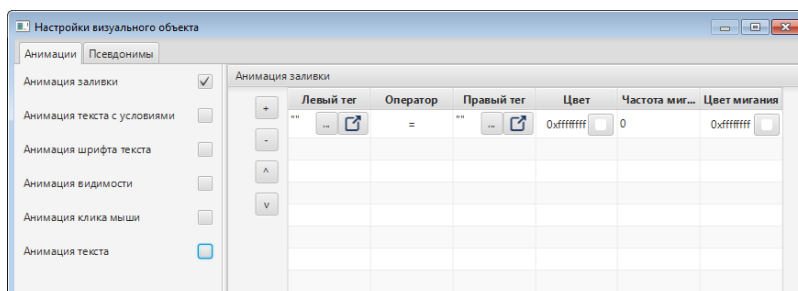 Настройки визуального объекта
Анимации Псевдонимы
Анимация заливки
Анимация текста с условиями
Анимация шрифта текста
Анимация видимости
Анимация клика мыши
Анимация текста
Анимация заливки
+
-
^
v
Левый тег Оператор Правый тег Цвет Частота миг... Цвет мигания
"" ... = "" ... 0xffffffff 0 0xffffffff